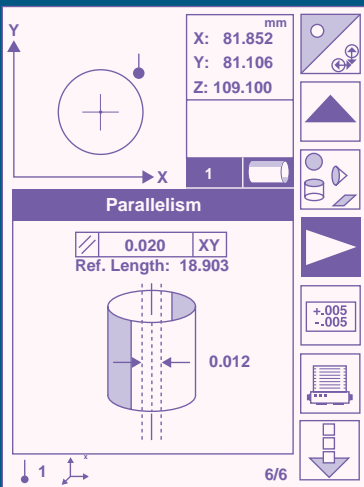 Y
mm
X: 81.852
Y: 81.106
Z: 109.100
X
1
Parallelism
// 0.020 XY
Ref. Length: 18.903
0.012
+.005
-.005
1
x
6/6